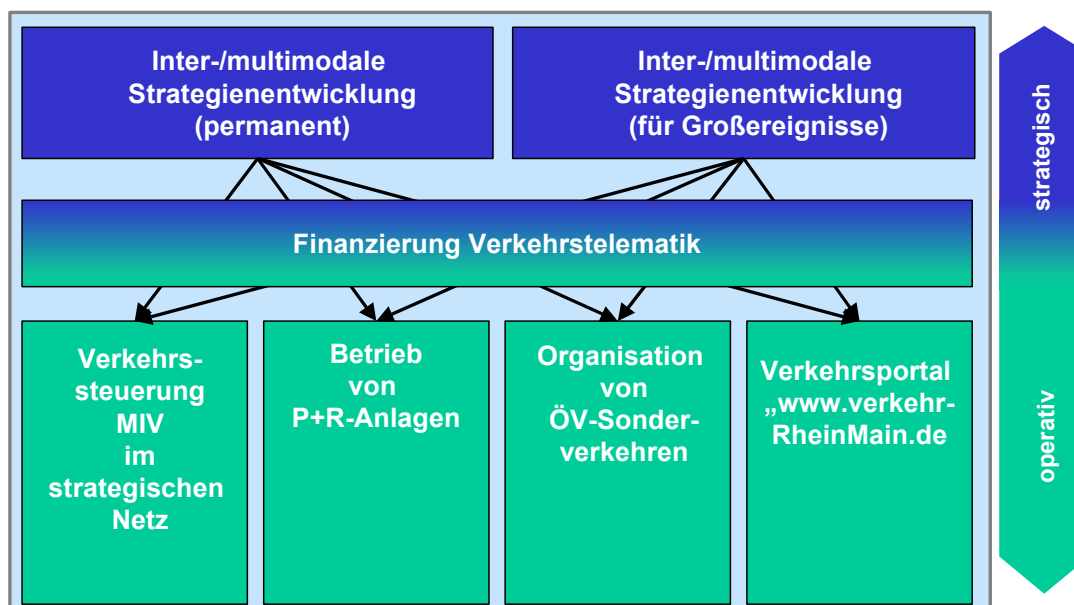 Inter-/multimodale
Strategienentwicklung
(permanent)
Inter-/multimodale
Strategienentwicklung
(für Großereignisse)
strategisch
Finanzierung Verkehrstelematik
Verkehrs-
steuerung
MIV
im
strategischen
Netz
Betrieb
von
P+R-Anlagen
Organisation
von
ÖV-Sonder-
verkehren
Verkehrsportal
„www.verkehr-
RheinMain.de
operativ